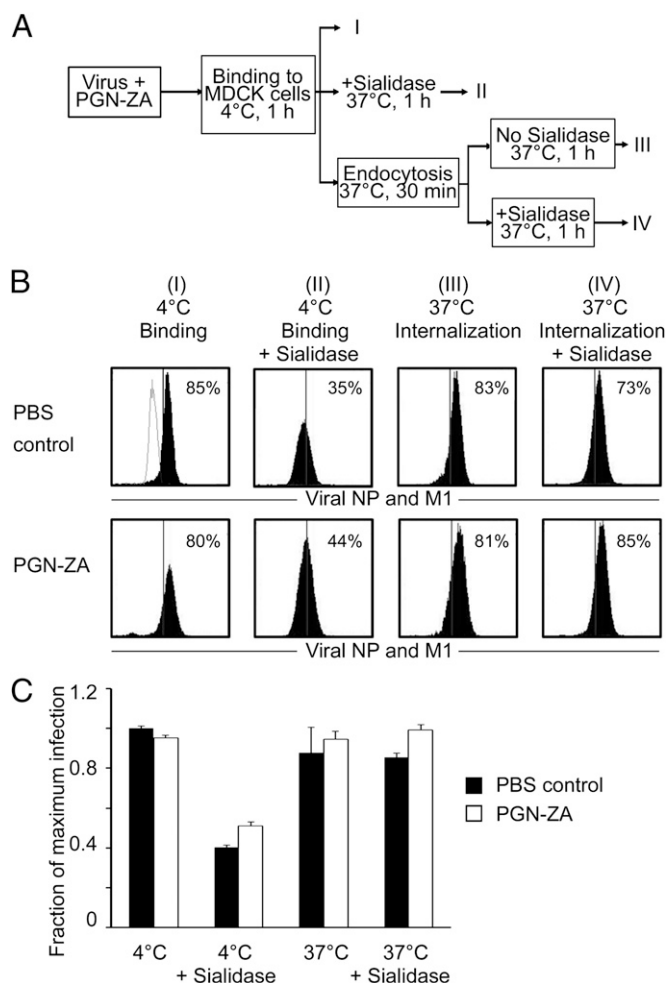 A
Virus +
PGN-ZA
Binding to
MDCK cells
4°C, 1 h
I
+Sialidase
37°C, 1 h
II
Endocytosis
37°C, 30 min
No Sialidase
37°C, 1 h
III
+Sialidase
37°C, 1 h
IV
B
(I)
4°C
Binding
(II)
4°C
Binding
+ Sialidase
(III)
37°C
Internalization
(IV)
37°C
Internalization
+ Sialidase
PBS
control
85%
35%
83%
73%
Viral NP and M1
PGN-ZA
80%
44%
81%
85%
Viral NP and M1
C
Fraction of maximum infection
1.2
0.8
0.4
0
4°C
4°C
+ Sialidase
37°C
37°C
+ Sialidase
PBS control
PGN-ZA